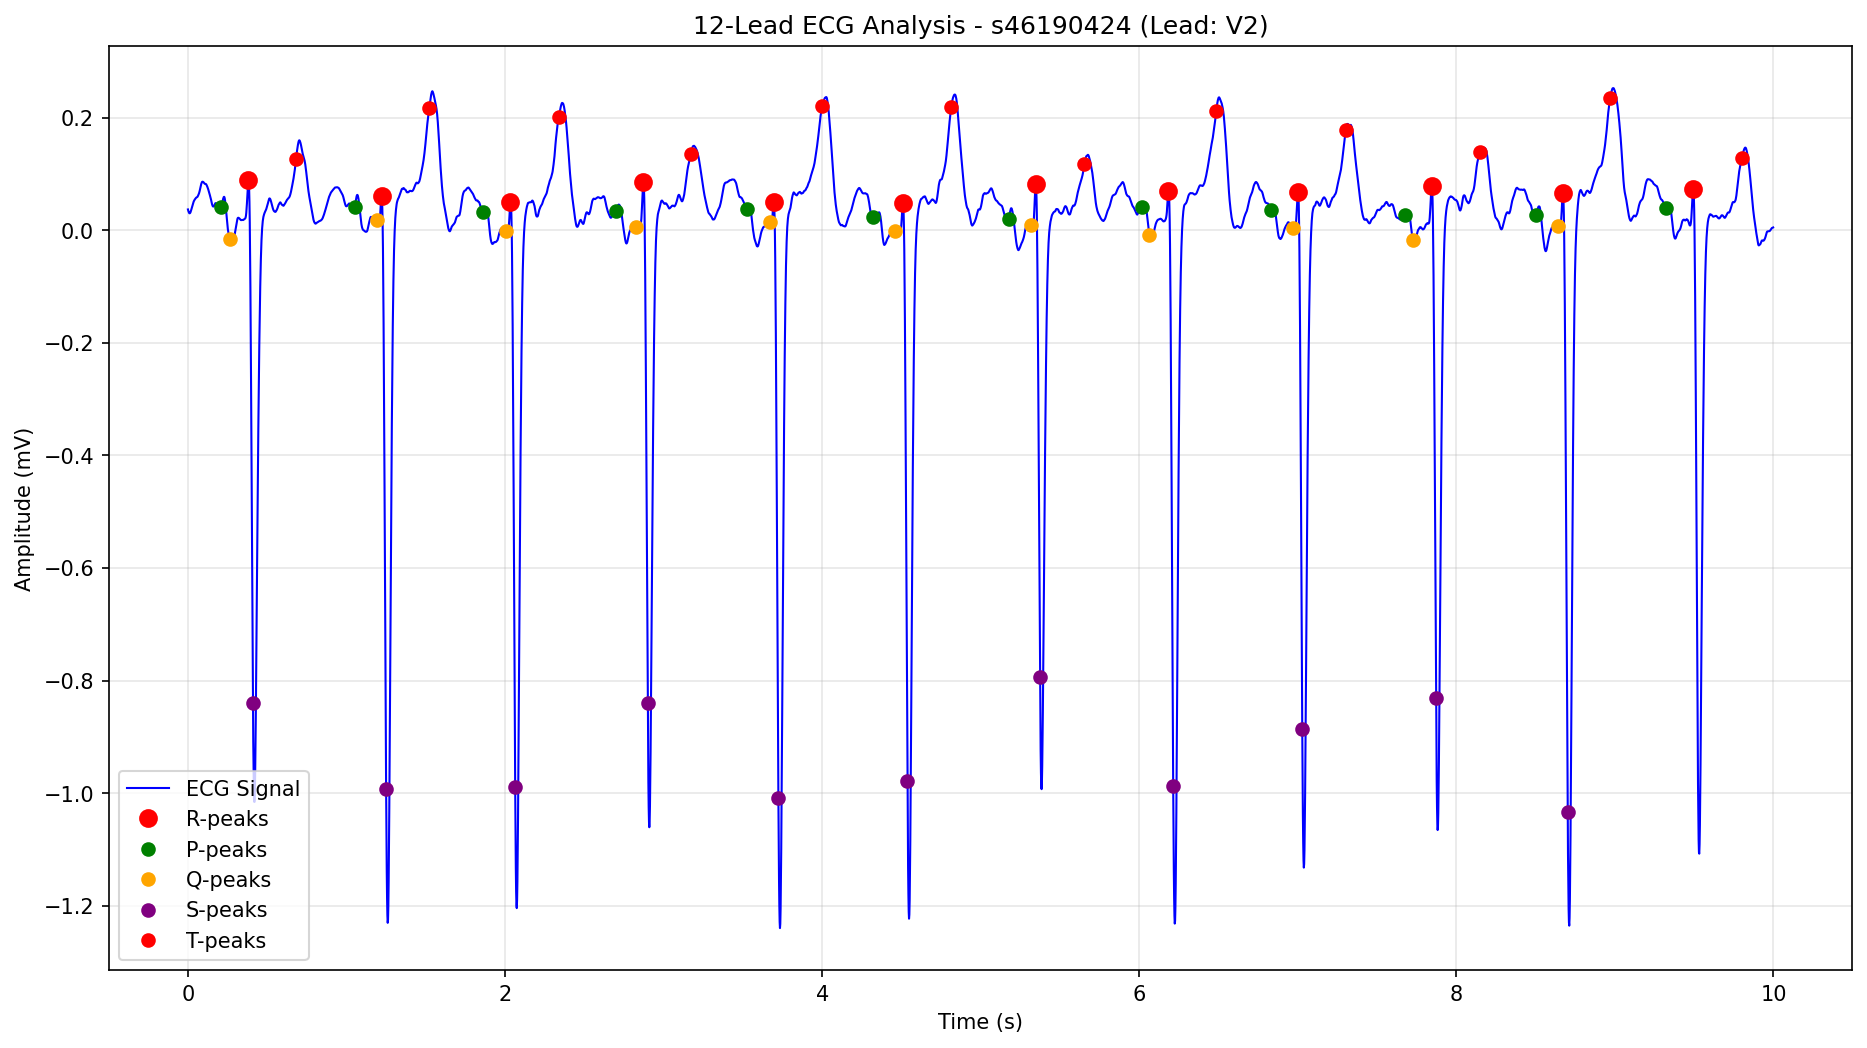 12-Lead ECG Analysis - s46190424 (Lead: V2)
Amplitude (mV)
0.2
0.0
−0.2
−0.4
−0.6
−0.8
−1.0
−1.2
ECG Signal
R-peaks
P-peaks
Q-peaks
S-peaks
T-peaks
0 2 4 6 8 10
Time (s)